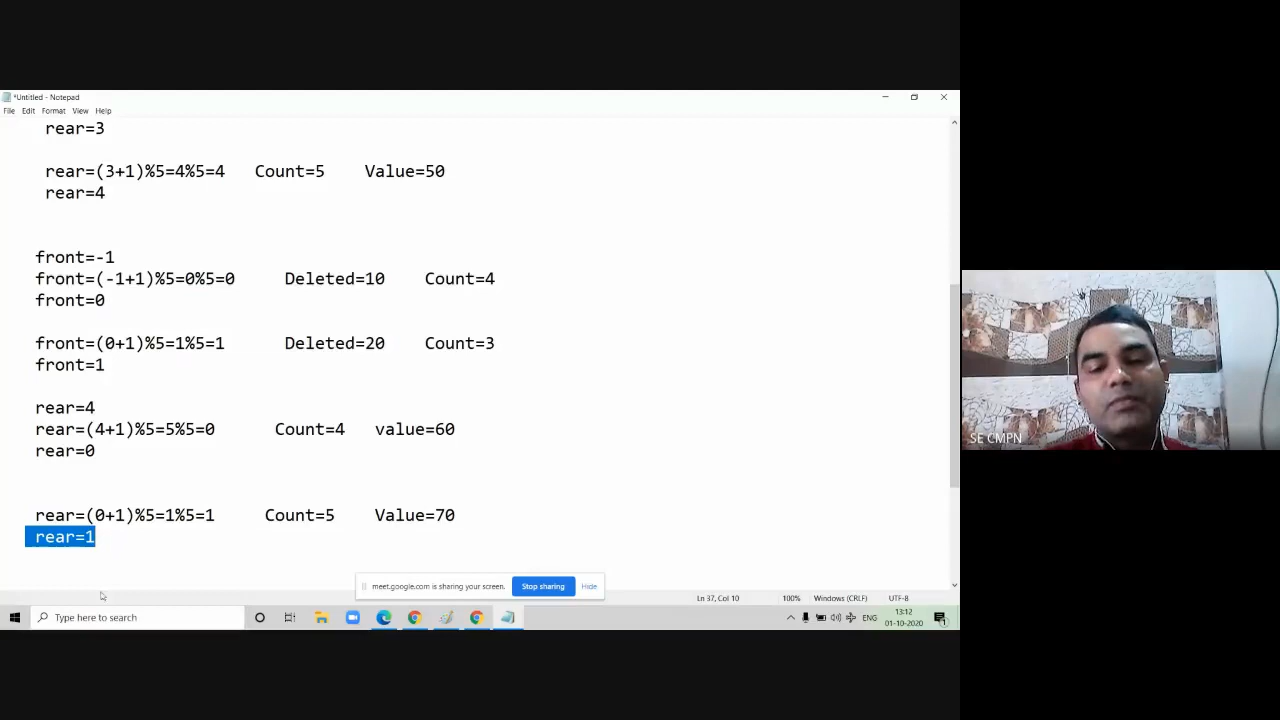 *Untitled - Notepad
File Edit Format View Help
rear=3
rear=(3+1)%5=4%5=4 Count=5 Value=50
rear=4
front=-1
front=(-1+1)%5=0%5=0 Deleted=10 Count=4
front=0
front=(0+1)%5=1%5=1 Deleted=20 Count=3
front=1
rear=4
rear=(4+1)%5=5%5=0 Count=4 value=60
rear=0
rear=(0+1)%5=1%5=1 Count=5 Value=70
rear=1
SE CMPN
meet.google.com is sharing your screen. Stop sharing Hide
Ln 37, Col 10 100% Windows (CRLF) UTF-8
Type here to search
ENG
13:12
01-10-2020